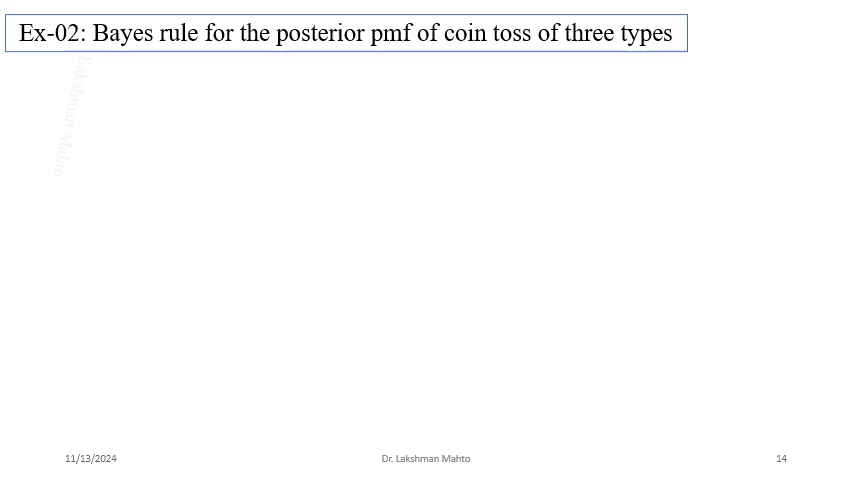 Ex-02: Bayes rule for the posterior pmf of coin toss of three types
Lakshman Mahto
11/13/2024
Dr. Lakshman Mahto
14